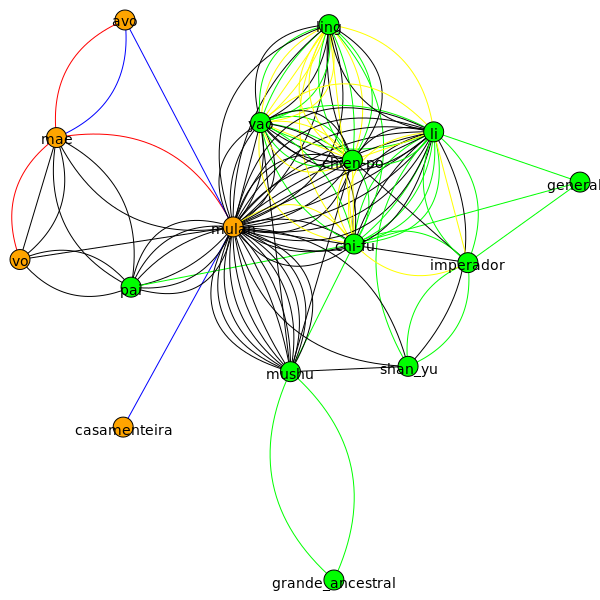 avo
ling
yao
li
mae
chien-po
general
mulan
chi-fu
vo
imperador
pai
shan_yu
mushu
casamenteira
grande_ancestral